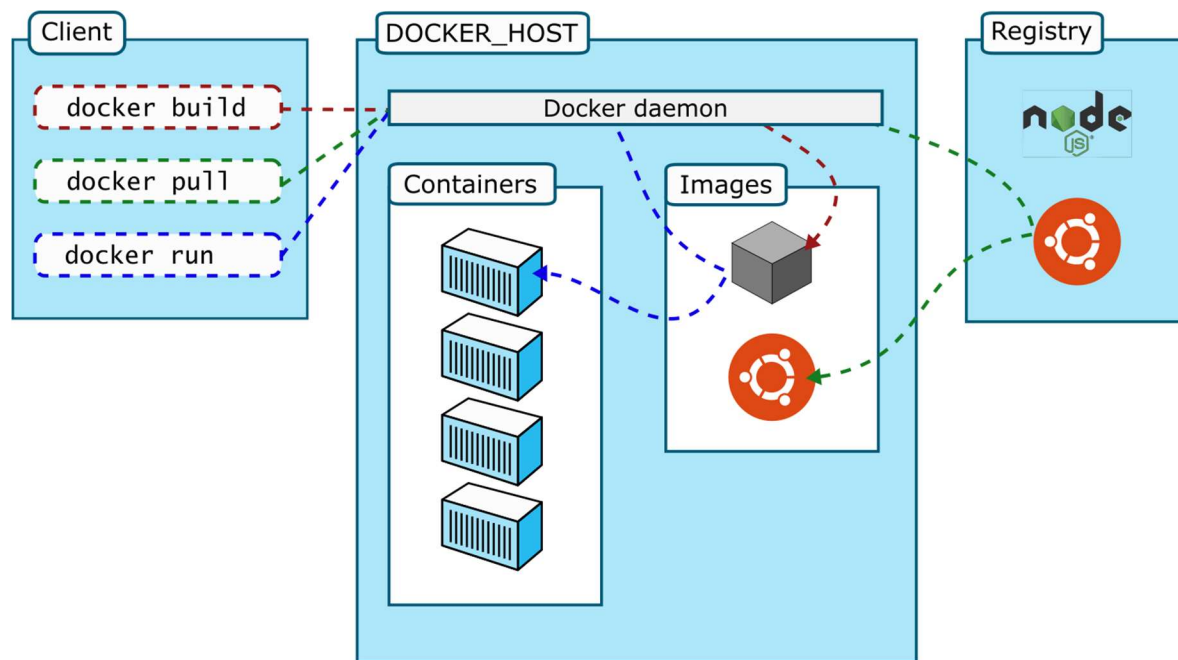 Client
docker build
docker pull
docker run
DOCKER_HOST
Docker daemon
Containers
Images
Registry
node
JS